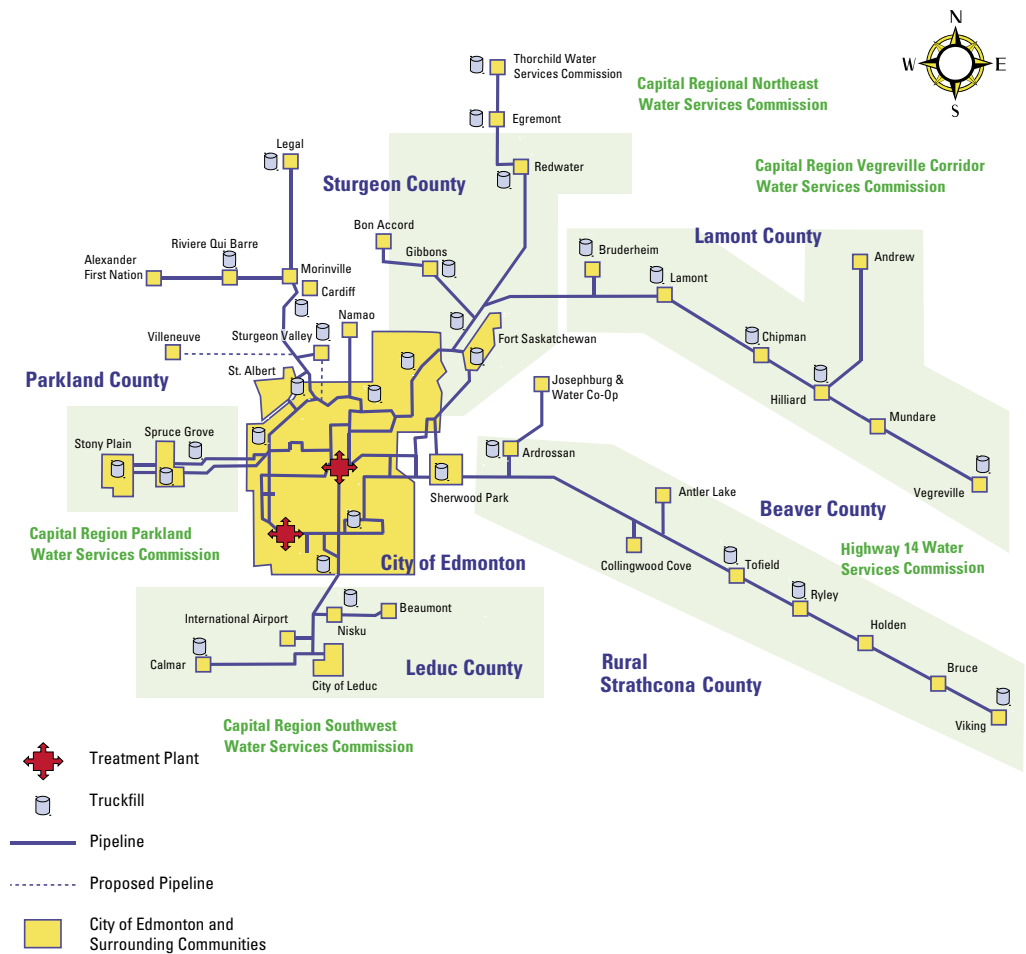 N
W
E
S
Thorchild Water
Services Commission
Capital Regional Northeast
Water Services Commission
Egremont
Legal
Redwater
Capital Region Vegreville Corridor
Water Services Commission
Sturgeon County
Bon Accord
Lamont County
Riviere Qui Barre
Gibbons
Bruderheim
Andrew
Alexander
First Nation
Morinville
Lamont
Cardiff
Namao
Villeneuve
Sturgeon Valley
Fort Saskatchewan
Chipman
St. Albert
Parkland County
Josephburg &
Water Co-Op
Hilliard
Mundare
Stony Plain
Spruce Grove
Ardrossan
Sherwood Park
Antler Lake
Vegreville
Beaver County
Capital Region Parkland
Water Services Commission
Highway 14 Water
Services Commission
City of Edmonton
Collingwood Cove
Tofield
Ryley
Beaumont
International Airport
Nisku
Holden
Calmar
Leduc County
City of Leduc
Rural
Strathcona County
Bruce
Viking
Capital Region Southwest
Water Services Commission
Treatment Plant
Truckfill
Pipeline
Proposed Pipeline
City of Edmonton and
Surrounding Communities